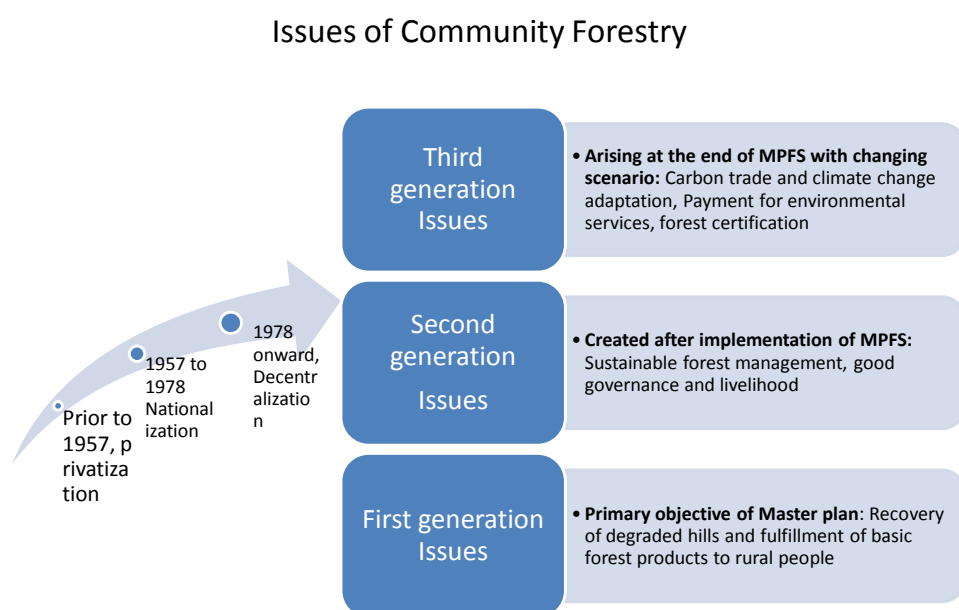 Issues of Community Forestry
Third
generation
Issues
• Arising at the end of MPFS with changing
scenario: Carbon trade and climate change
adaptation, Payment for environmental
services, forest certification
Second
generation
Issues
• Created after implementation of MPFS:
Sustainable forest management, good
governance and livelihood
First generation
Issues
• Primary objective of Master plan: Recovery
of degraded hills and fulfillment of basic
forest products to rural people
Prior to
1957, p
rivatiza
tion
1957 to
1978
National
ization
1978
onward,
Decentr
alizatio
n